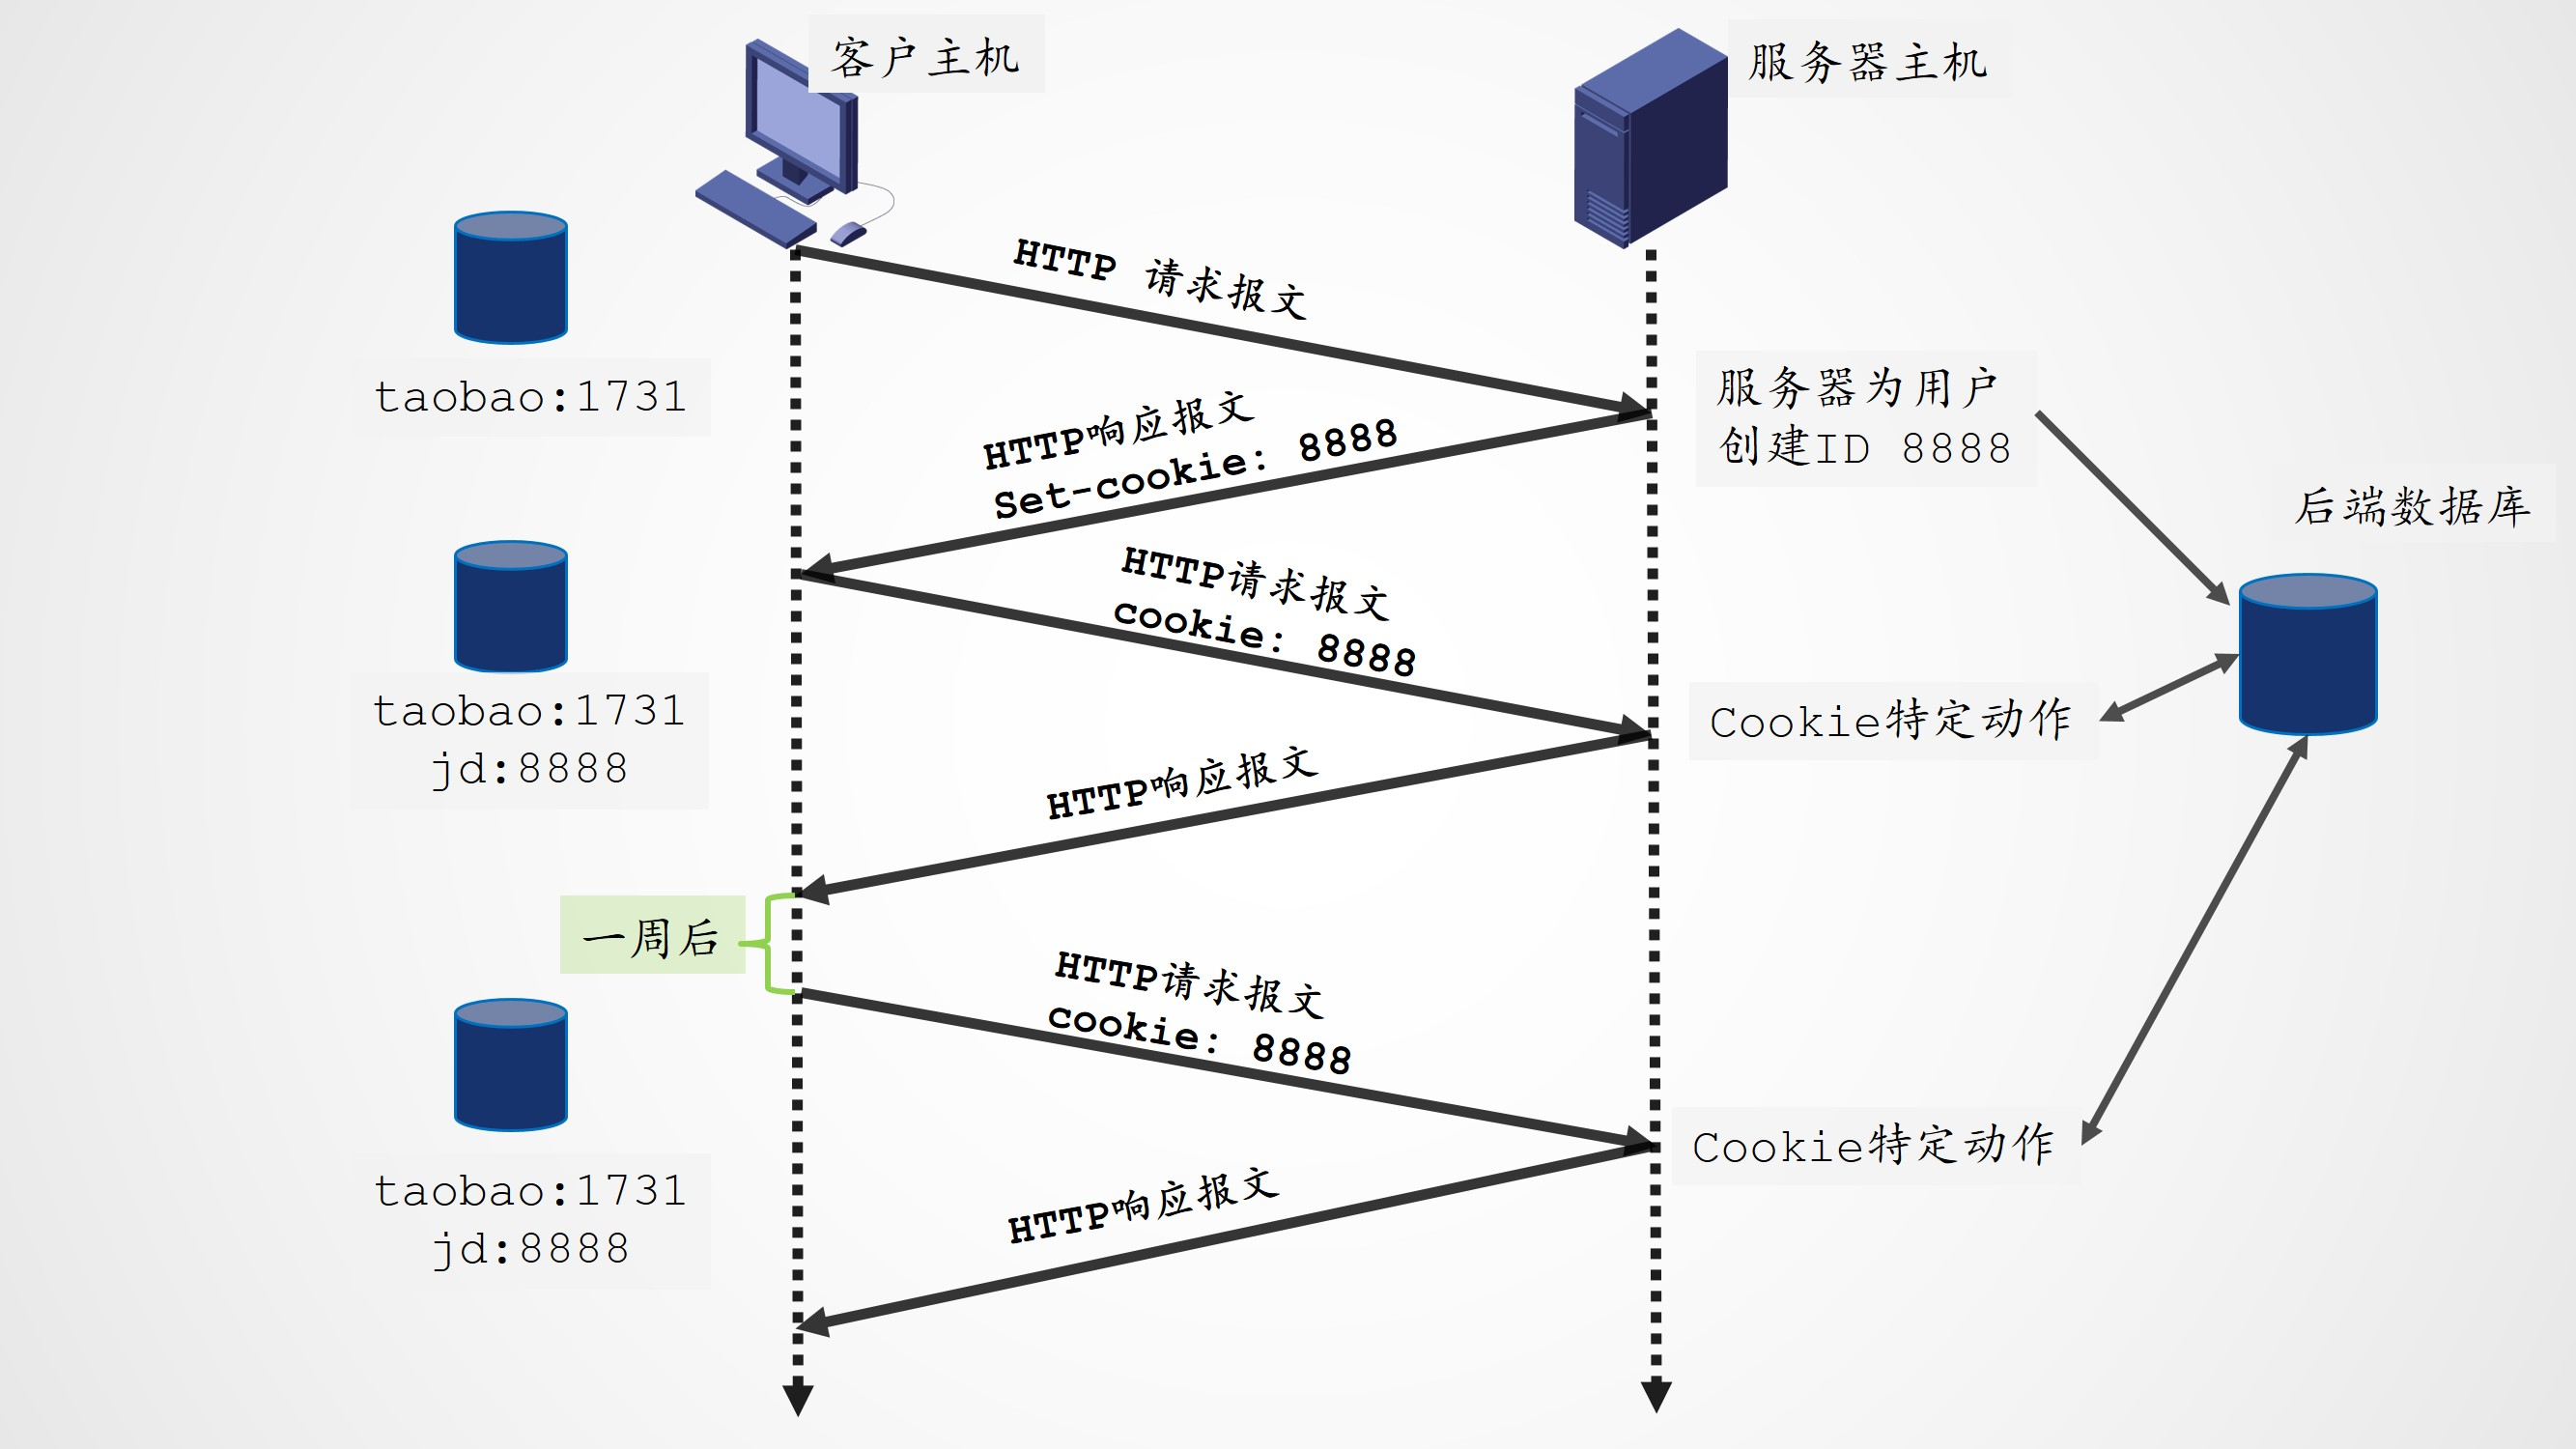 客户主机
服务器主机
HTTP 请求报文
taobao:1731
服务器为用户
创建ID 8888
HTTP响应报文
Set-cookie: 8888
后端数据库
HTTP请求报文
cookie: 8888
taobao:1731
jd:8888
Cookie特定动作
HTTP响应报文
一周后
HTTP请求报文
cookie: 8888
Cookie特定动作
taobao:1731
jd:8888
HTTP响应报文